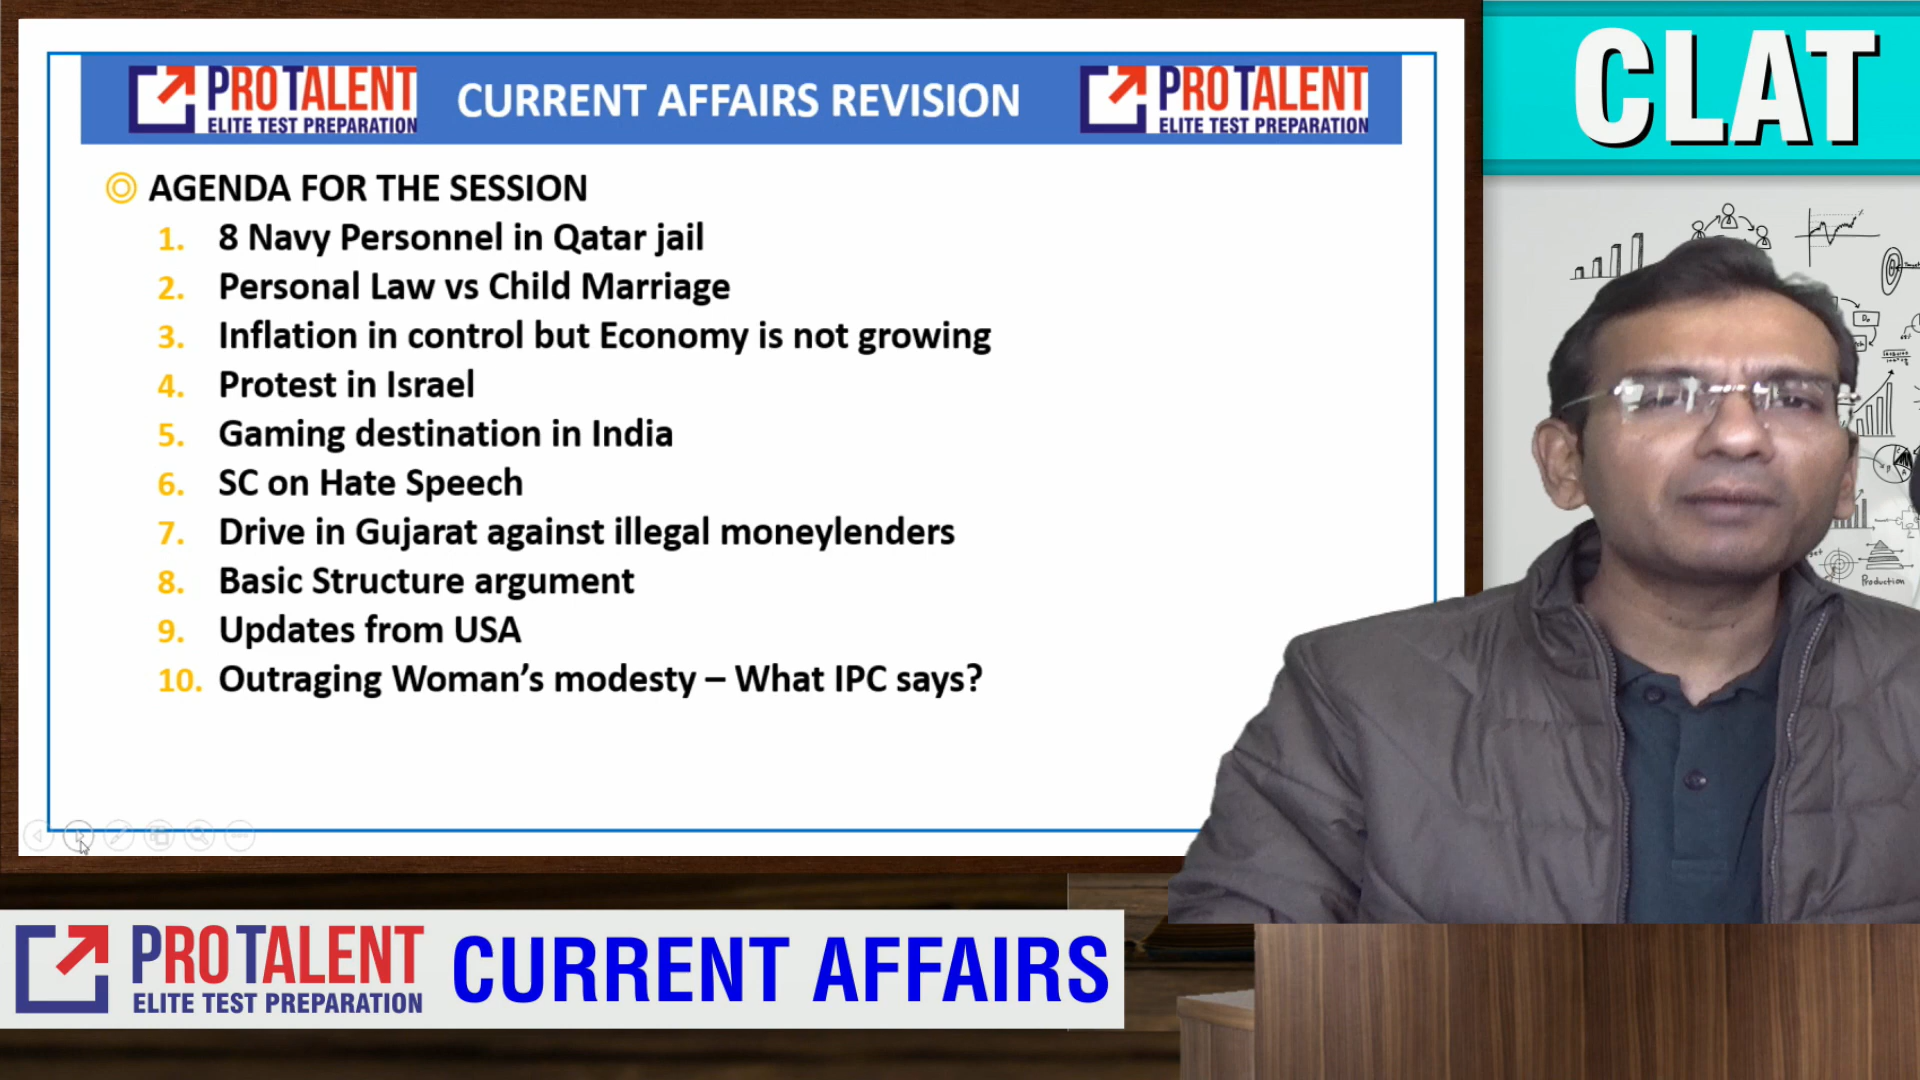 PROTALENT
ELITE TEST PREPARATION
CURRENT AFFAIRS REVISION
PROTALENT
ELITE TEST PREPARATION
CLAT
AGENDA FOR THE SESSION
1. 8 Navy Personnel in Qatar jail
2. Personal Law vs Child Marriage
3. Inflation in control but Economy is not growing
4. Protest in Israel
5. Gaming destination in India
6. SC on Hate Speech
7. Drive in Gujarat against illegal moneylenders
8. Basic Structure argument
9. Updates from USA
10. Outraging Woman's modesty – What IPC says?
Production
PROTALENT
ELITE TEST PREPARATION
CURRENT AFFAIRS